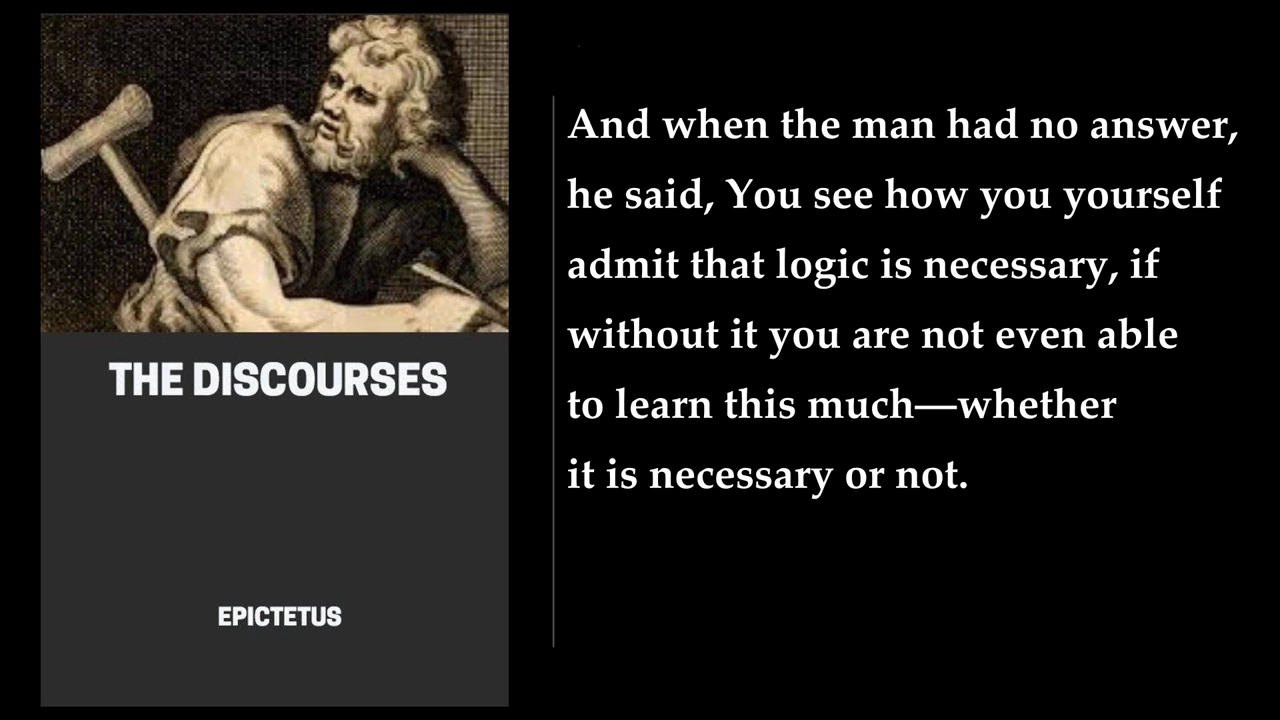 THE DISCOURSES
EPICTETUS
And when the man had no answer,
he said, You see how you yourself
admit that logic is necessary, if
without it you are not even able
to learn this much—whether
it is necessary or not.